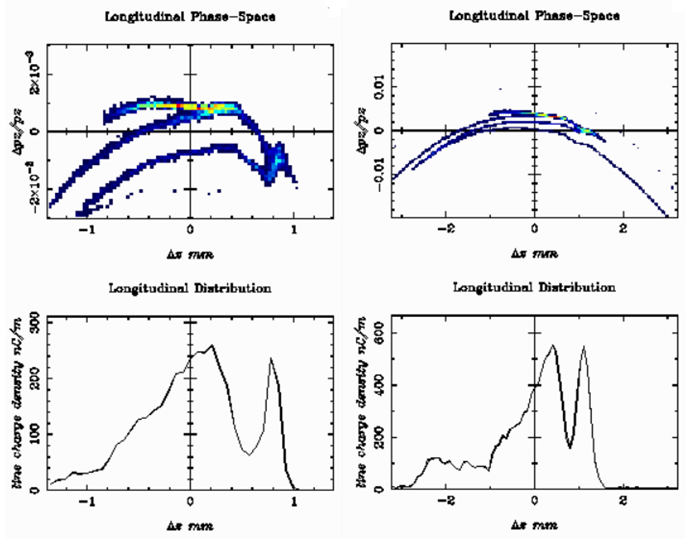 Longitudinal Phase-Space
Δpz/pz
2×10⁻³
0
−2×10⁻³
−1
0
1
Δz mm
Longitudinal Phase-Space
Δpz/pz
0.01
0
−0.01
−2
0
2
Δz mm
Longitudinal Distribution
line charge density nC/m
300
200
100
0
−1
0
1
Δz mm
Longitudinal Distribution
line charge density nC/m
600
400
200
0
−2
0
2
Δz mm